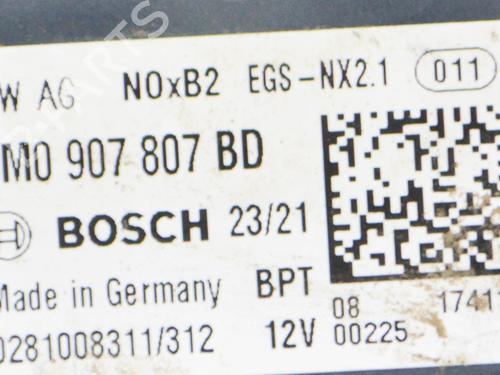 W AG NOxB2 EGS-NX2.1 011
M0 907 807 BD
BOSCH 23/21
Made in Germany BPT
0281008311/312 12V
08 1741
00225